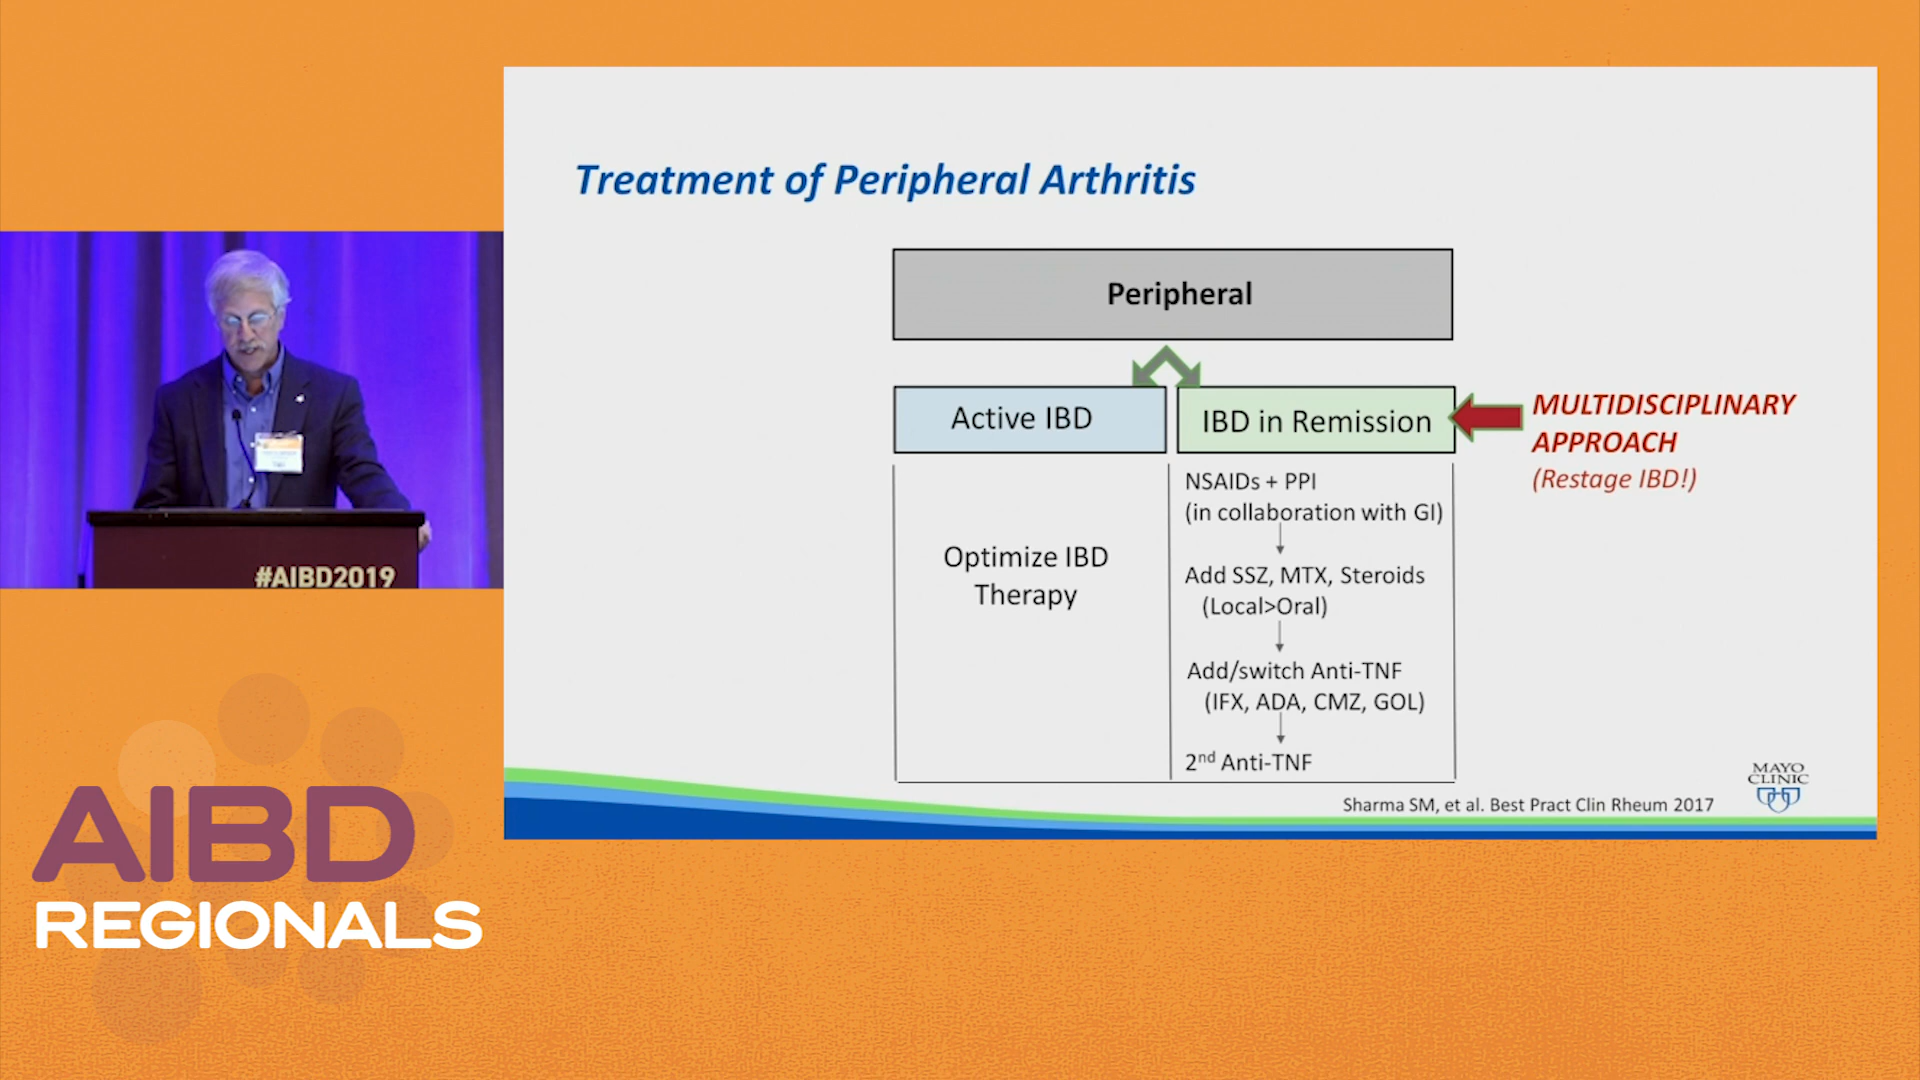 Treatment of Peripheral Arthritis
Peripheral
Active IBD
IBD in Remission
MULTIDISCIPLINARY
APPROACH
(Restage IBD!)
Optimize IBD
Therapy
NSAIDs + PPI
(in collaboration with GI)
Add SSZ, MTX, Steroids
(Local>Oral)
Add/switch Anti-TNF
(IFX, ADA, CMZ, GOL)
2nd Anti-TNF
Sharma SM, et al. Best Pract Clin Rheum 2017
MAYO
CLINIC
#AIBD2019
AIBD
REGIONALS